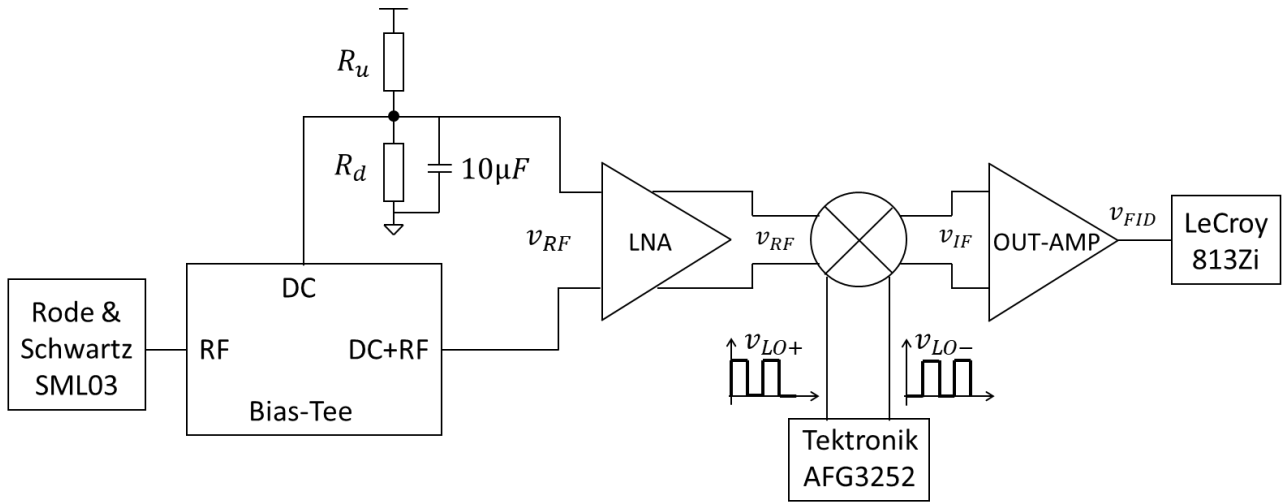 R_u
R_d
10μF
v_RF
LNA
v_RF
v_IF
OUT-AMP
v_FID
LeCroy
813Zi
Rode &
Schwartz
SML03
DC
RF
DC+RF
Bias-Tee
v_LO+
v_LO−
Tektronik
AFG3252